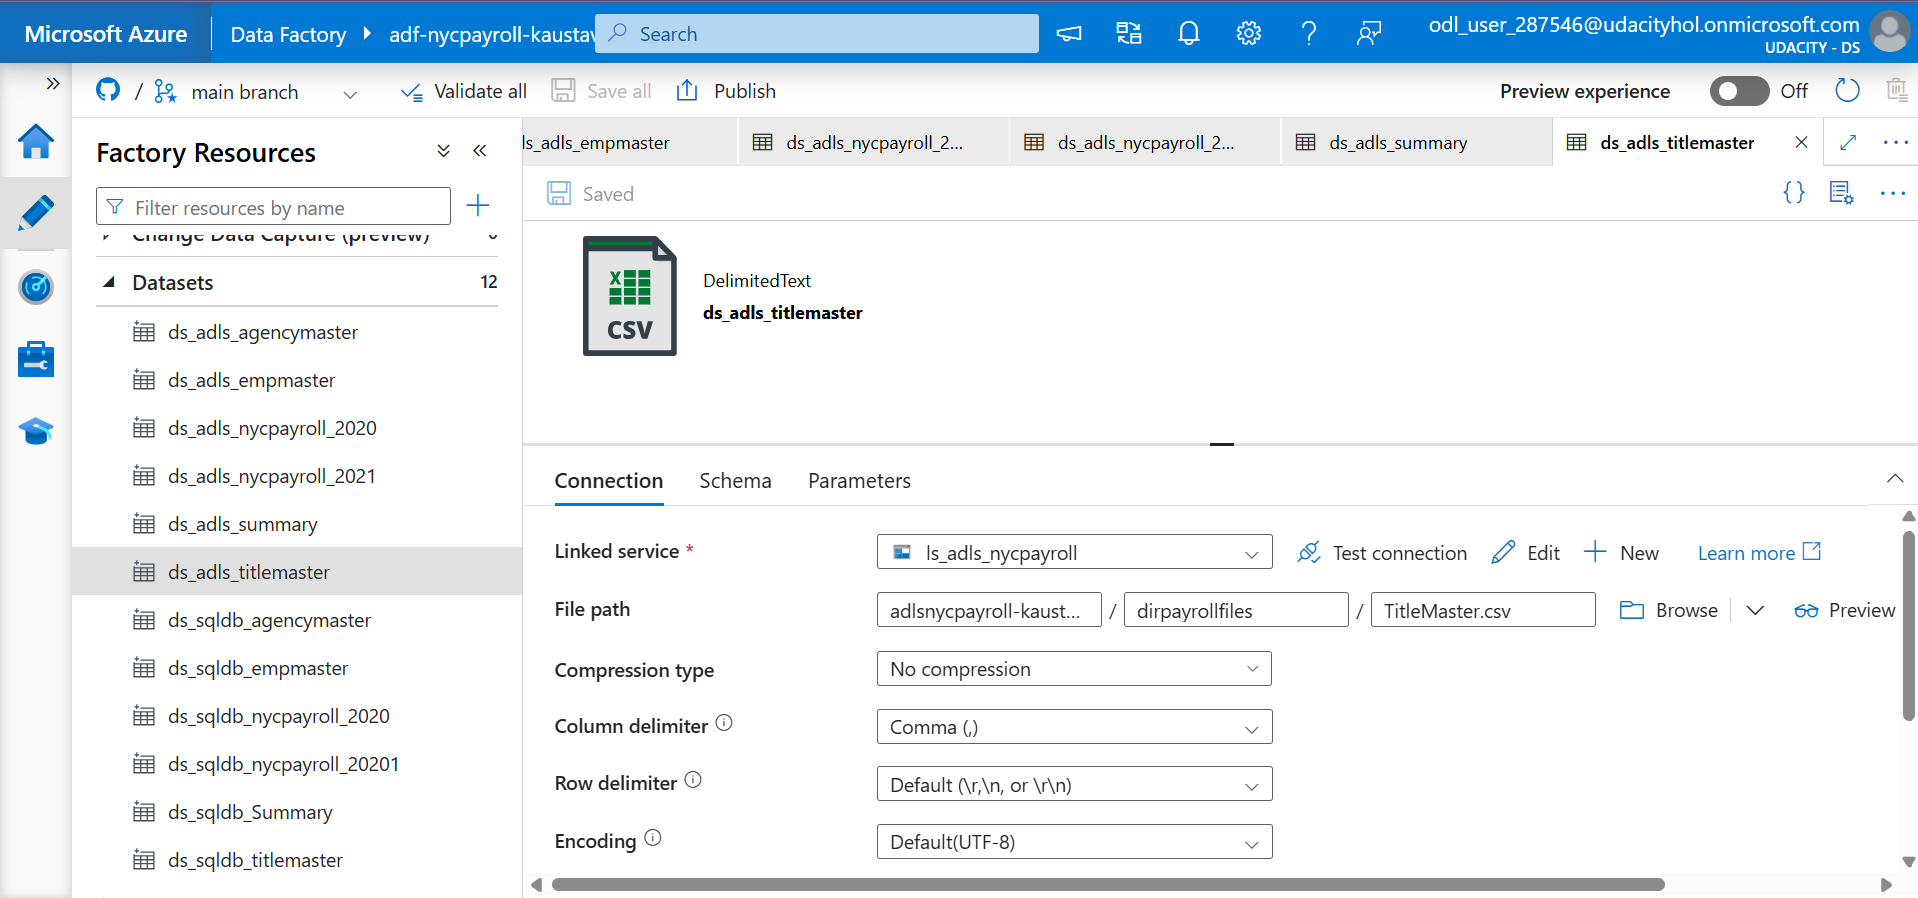 Microsoft Azure
Data Factory
adf-nycpayroll-kaustav
Search
odl_user_287546@udacityhol.onmicrosoft.com
UDACITY - DS
/
main branch
Validate all
Save all
Publish
Preview experience
Off
Factory Resources
Filter resources by name
Change Data Capture (preview)
Datasets
12
ds_adls_agencymaster
ds_adls_empmaster
ds_adls_nycpayroll_2020
ds_adls_nycpayroll_2021
ds_adls_summary
ds_adls_titlemaster
ds_sqldb_agencymaster
ds_sqldb_empmaster
ds_sqldb_nycpayroll_2020
ds_sqldb_nycpayroll_20201
ds_sqldb_Summary
ds_sqldb_titlemaster
ds_adls_empmaster
ds_adls_nycpayroll_2...
ds_adls_nycpayroll_2...
ds_adls_summary
ds_adls_titlemaster
Saved
{}
X
CSV
DelimitedText
ds_adls_titlemaster
Connection
Schema
Parameters
Linked service *
ls_adls_nycpayroll
Test connection
Edit
New
Learn more
File path
adlsnycpayroll-kaust...
/
dirpayrollfiles
/
TitleMaster.csv
Browse
Preview
Compression type
No compression
Column delimiter
Comma (,)
Row delimiter
Default (\r,\n, or \r\n)
Encoding
Default(UTF-8)